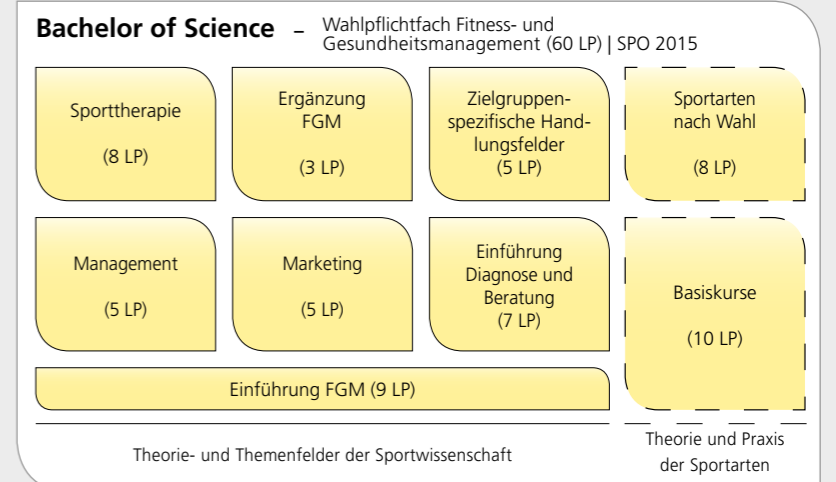 Bachelor of Science – Wahlpflichtfach Fitness- und
Gesundheitsmanagement (60 LP) | SPO 2015
Sporttherapie
(8 LP)
Ergänzung
FGM
(3 LP)
Zielgruppen-
spezifische Hand-
lungsfelder
(5 LP)
Sportarten
nach Wahl
(8 LP)
Management
(5 LP)
Marketing
(5 LP)
Einführung
Diagnose und
Beratung
(7 LP)
Basiskurse
(10 LP)
Einführung FGM (9 LP)
Theorie- und Themenfelder der Sportwissenschaft
Theorie und Praxis
der Sportarten